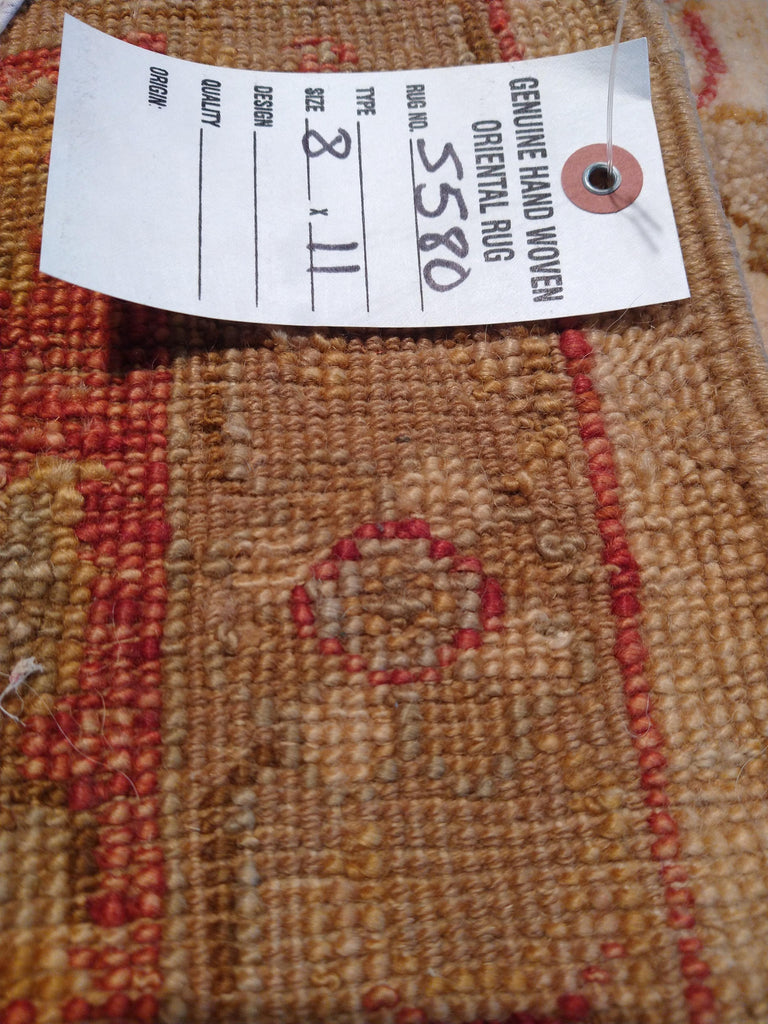 GENUINE HAND WOVEN
ORIENTAL RUG
RUG NO. 5580
TYPE
SIZE 8 x 11
DESIGN
QUALITY
ORIGIN: